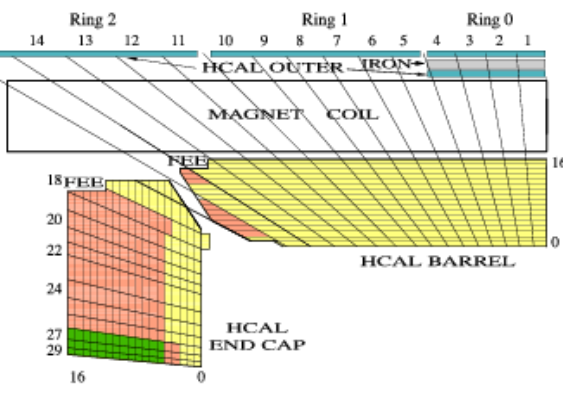 Ring 2 Ring 1 Ring 0
14 13 12 11 10 9 8 7 6 5 4 3 2 1
HCAL OUTER IRON
MAGNET COIL
FEE 16
18 FEE
20
0
22
HCAL BARREL
24
HCAL
27
END CAP
29
16 0